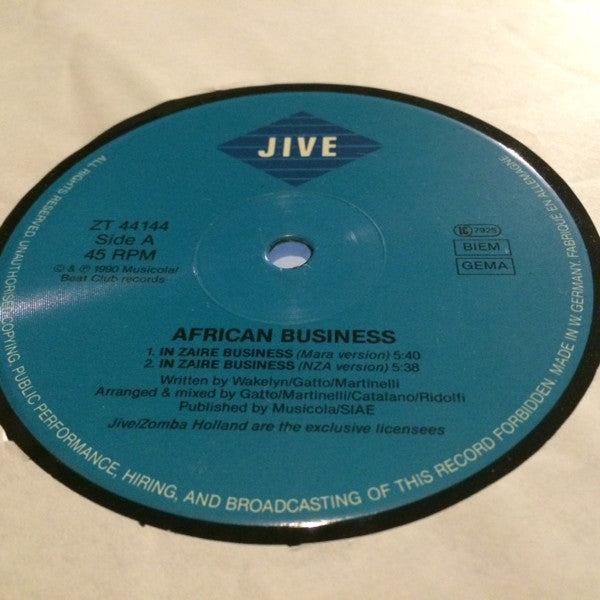 JIVE
ZT 44144
Side A
45 RPM
© & ℗ 1990 Musicola/
Beat Club records
LC 7925
BIEM
GEMA
AFRICAN BUSINESS
1. IN ZAIRE BUSINESS (Mara version) 5:40
2. IN ZAIRE BUSINESS (NZA version) 5:38
Written by Wakelyn/Gatto/Martinelli
Arranged & mixed by Gatto/Martinelli/Catalano/Ridolfi
Published by Musicola/SIAE
Jive/Zomba Holland are the exclusive licensees
ALL RIGHTS RESERVED. UNAUTHORISED COPYING, PUBLIC PERFORMANCE, HIRING, AND BROADCASTING OF THIS RECORD FORBIDDEN. MADE IN W. GERMANY. FABRIQUÉ EN ALLEMAGNE